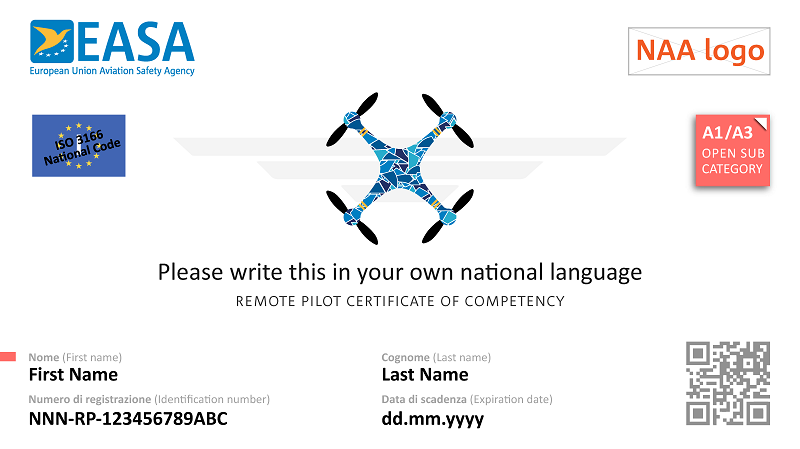 EASA
European Union Aviation Safety Agency
NAA logo
ISO 3166
National Code
A1/A3
OPEN SUB
CATEGORY
Please write this in your own national language
REMOTE PILOT CERTIFICATE OF COMPETENCY
Nome (First name)
First Name
Cognome (Last name)
Last Name
Numero di registrazione (Identification number)
NNN-RP-123456789ABC
Data di scadenza (Expiration date)
dd.mm.yyyy